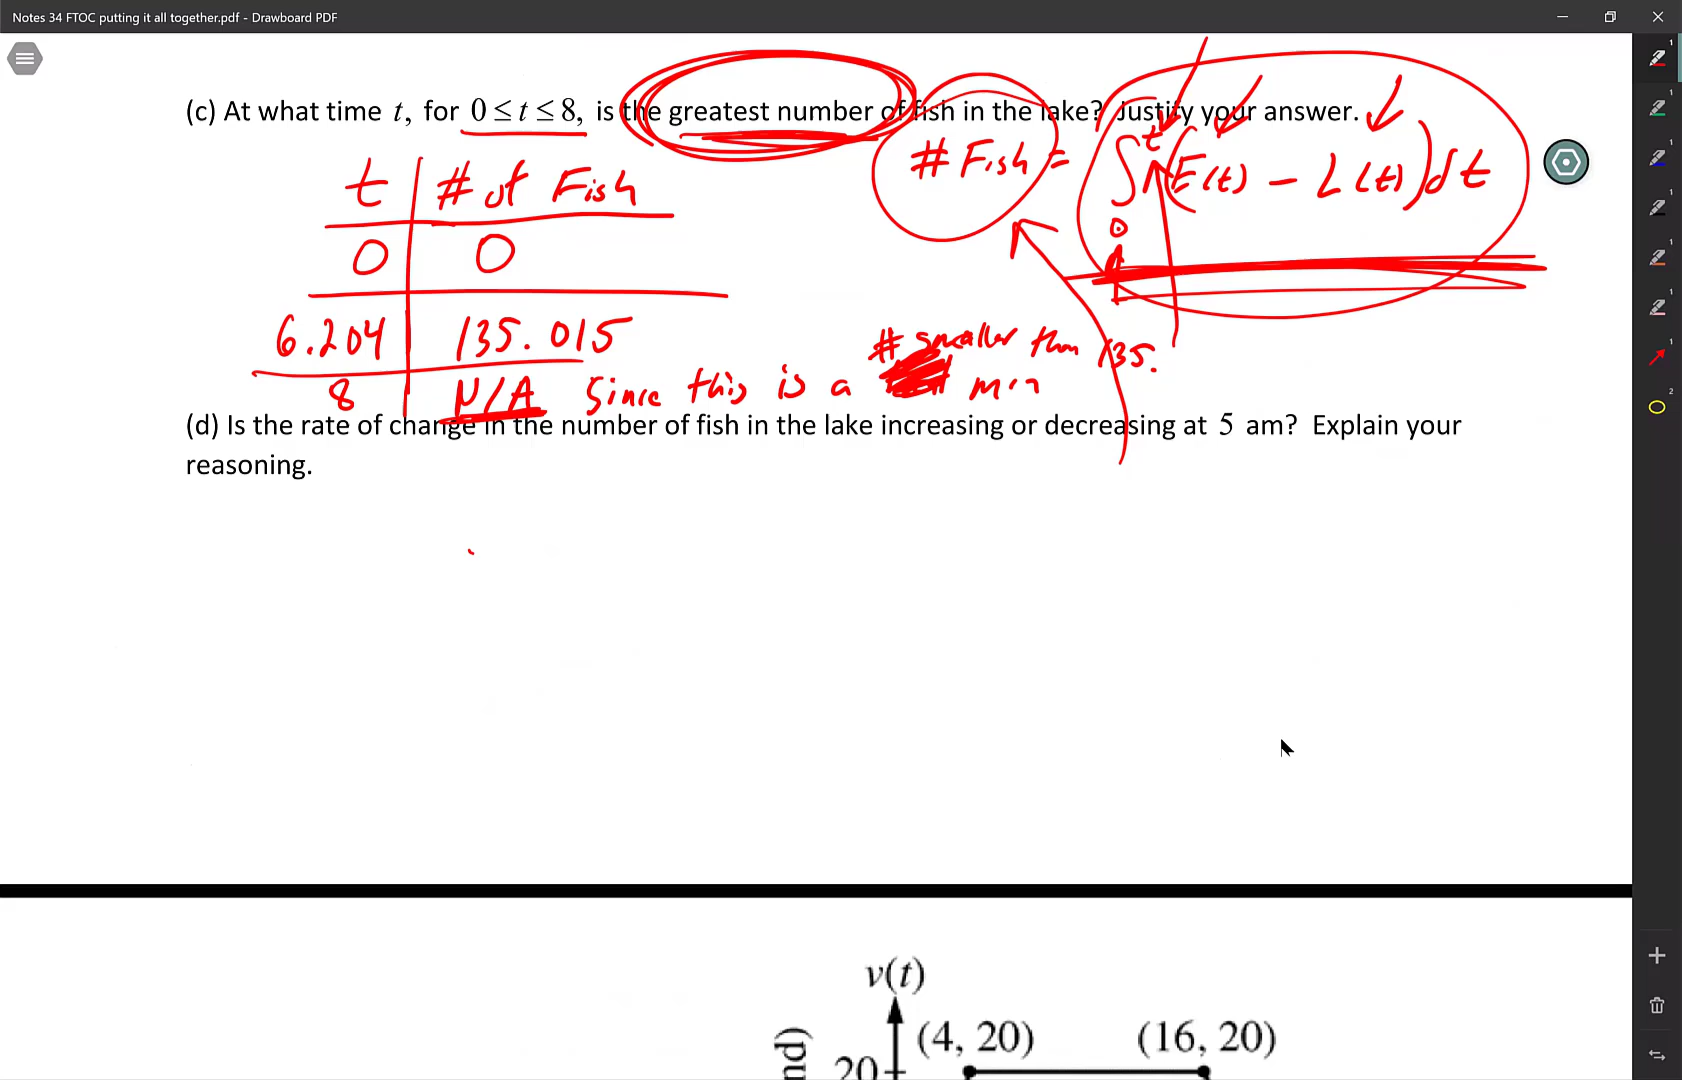 Notes 34 FTOC putting it all together.pdf - Drawboard PDF
(c) At what time t, for 0 ≤ t ≤ 8, is the greatest number of fish in the lake? Justify your answer.
# Fish = ∫₀ᵗ (E(t) - L(t)) dt
t # of Fish
0 0
6.204 135.015
# smaller than 135.
8 N/A Since this is a min
(d) Is the rate of change in the number of fish in the lake increasing or decreasing at 5 am? Explain your
reasoning.
v(t)
(4, 20) (16, 20)
20